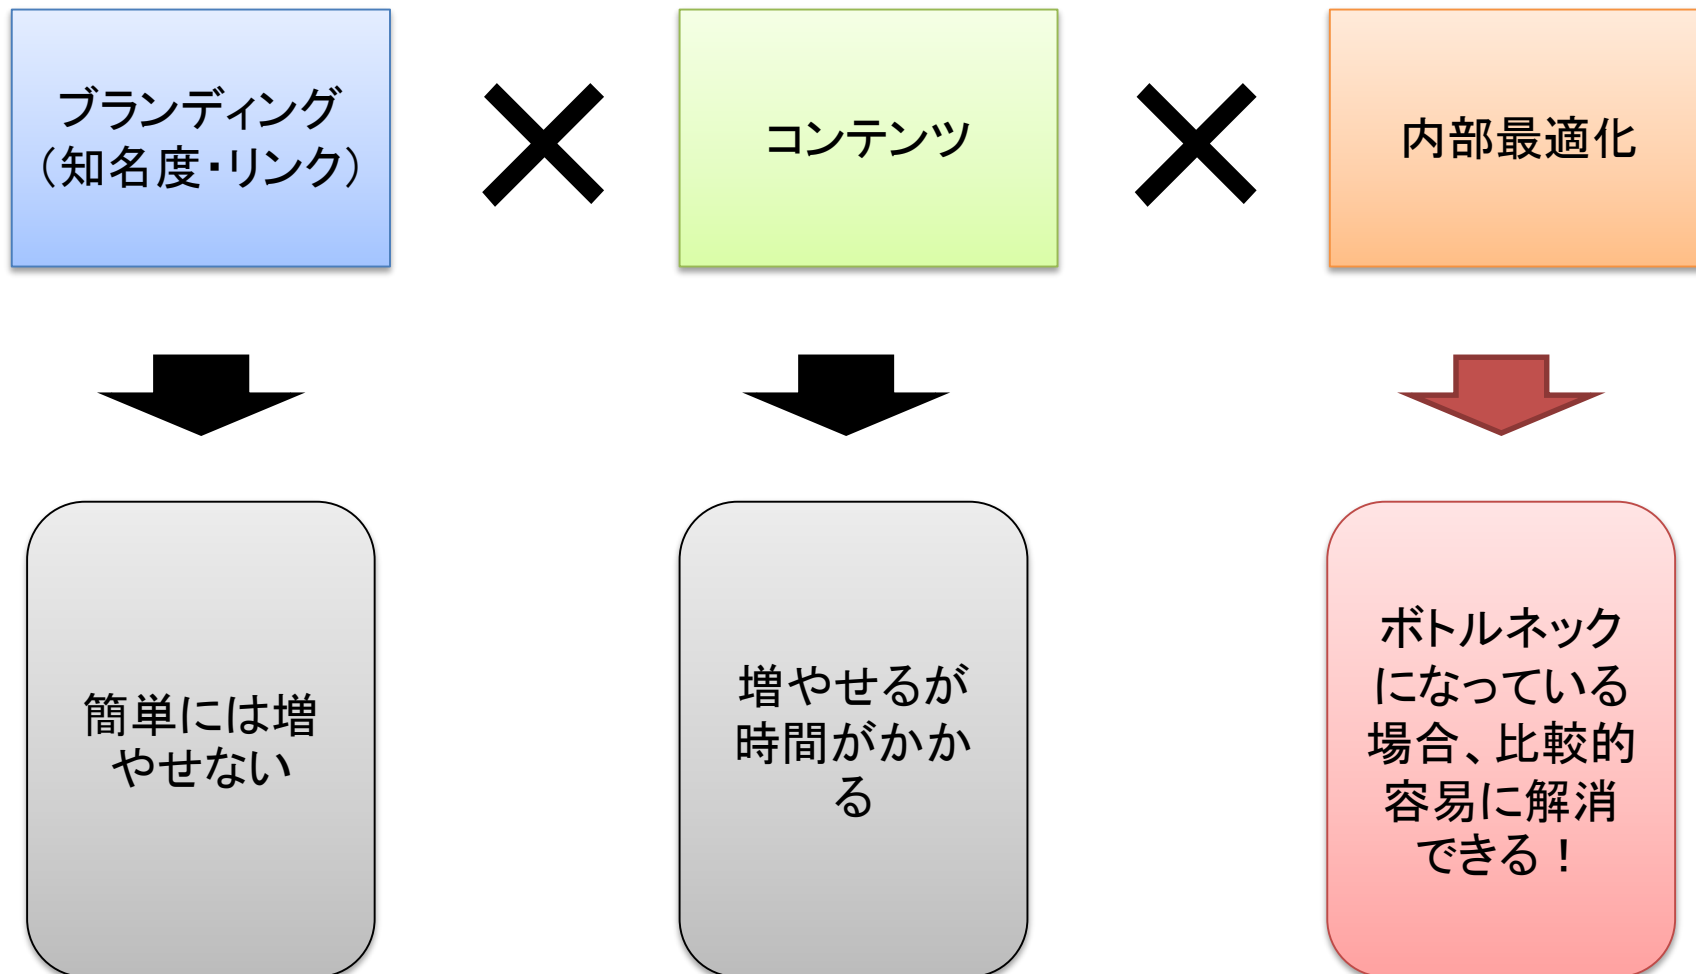 ブランディング
（知名度・リンク）
コンテンツ
内部最適化
簡単には増
やせない
増やせるが
時間がかか
る
ボトルネック
になっている
場合、比較的
容易に解消
できる！